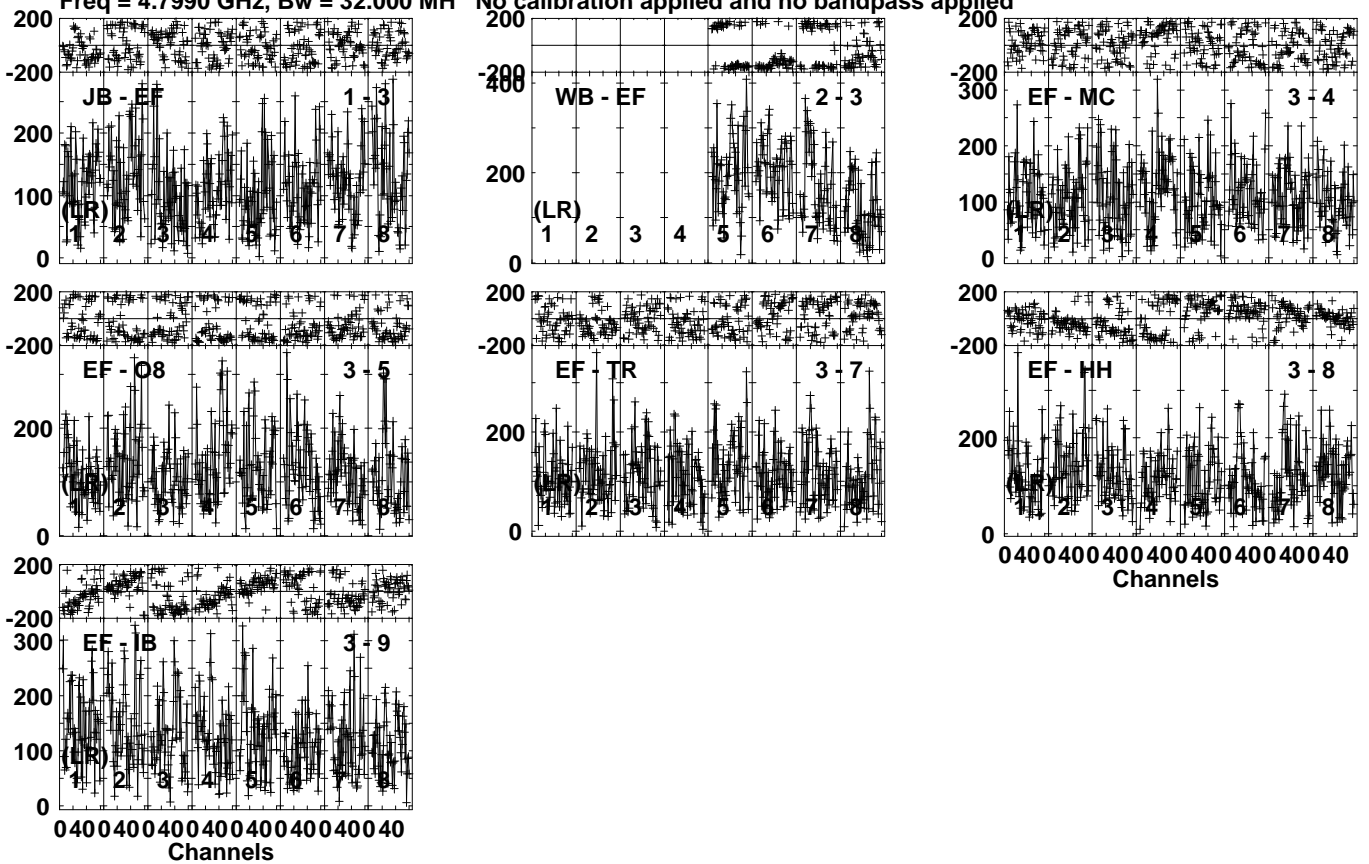 Freq = 4.7990 GHz, Bw = 32.000 MH No calibration applied and no bandpass applied
200
-200
JB - EF 1 - 3
200
100
(LR)
0
1 2 3 4 5 6 7 8
200
-200
400
WB - EF 2 - 3
200
(LR)
0
1 2 3 4 5 6 7 8
200
-200
300
EF - MC 3 - 4
200
100
(LR)
0
1 2 3 4 5 6 7 8
200
-200
EF - O8 3 - 5
200
(LR)
0
1 2 3 4 5 6 7 8
200
-200
EF - TR 3 - 7
200
(LR)
0
1 2 3 4 5 6 7 8
200
-200
EF - HH 3 - 8
200
(LR)
0
1 2 3 4 5 6 7 8
0 40 0 40 0 40 0 40 0 40 0 40 0 40 0 40
Channels
200
-200
300
EF - IB 3 - 9
200
100
(LR)
0
1 2 3 4 5 6 7 8
0 40 0 40 0 40 0 40 0 40 0 40 0 40 0 40
Channels